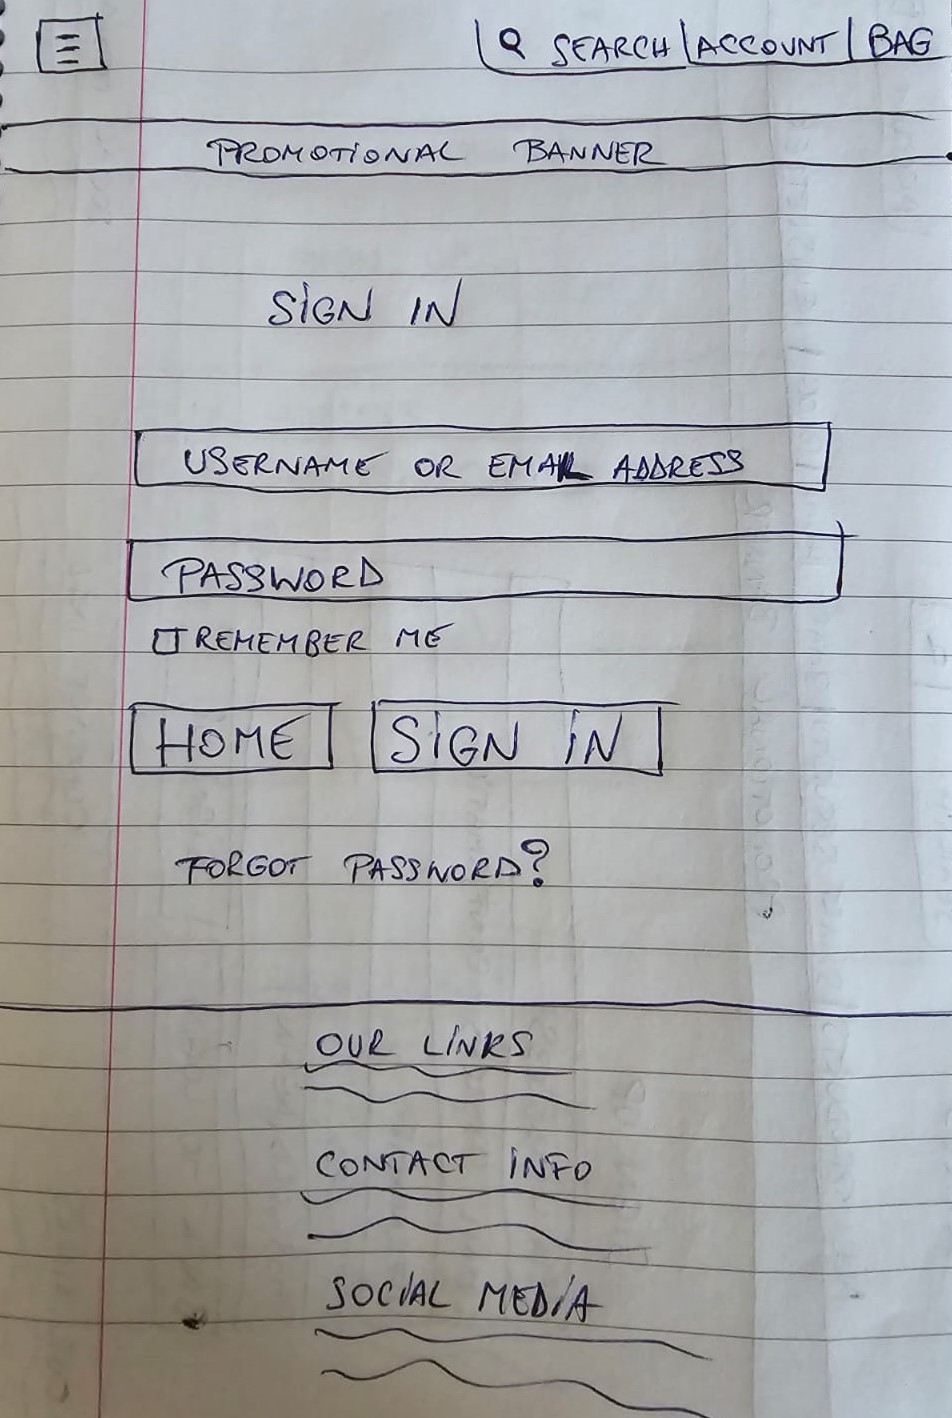 SEARCH ACCOUNT BAG
PROMOTIONAL BANNER
SIGN IN
USERNAME OR EMAIL ADDRESS
PASSWORD
REMEMBER ME
HOME SIGN IN
FORGOT PASSWORD?
OUR LINKS
CONTACT INFO
SOCIAL MEDIA